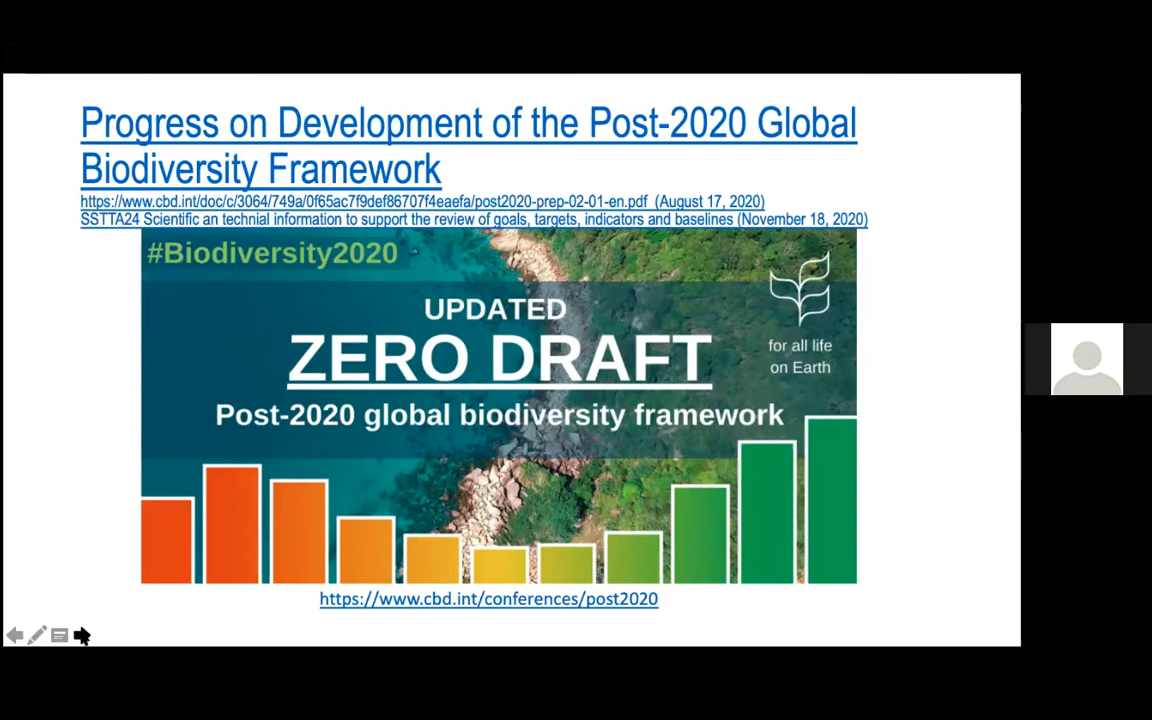 Progress on Development of the Post-2020 Global
Biodiversity Framework
https://www.cbd.int/doc/c/3064/749a/0f65ac7f9def86707f4eaefa/post2020-prep-02-01-en.pdf (August 17, 2020)
SSTTA24 Scientific an technial information to support the review of goals, targets, indicators and baselines (November 18, 2020)
#Biodiversity2020
UPDATED
ZERO DRAFT
for all life
on Earth
Post-2020 global biodiversity framework
https://www.cbd.int/conferences/post2020